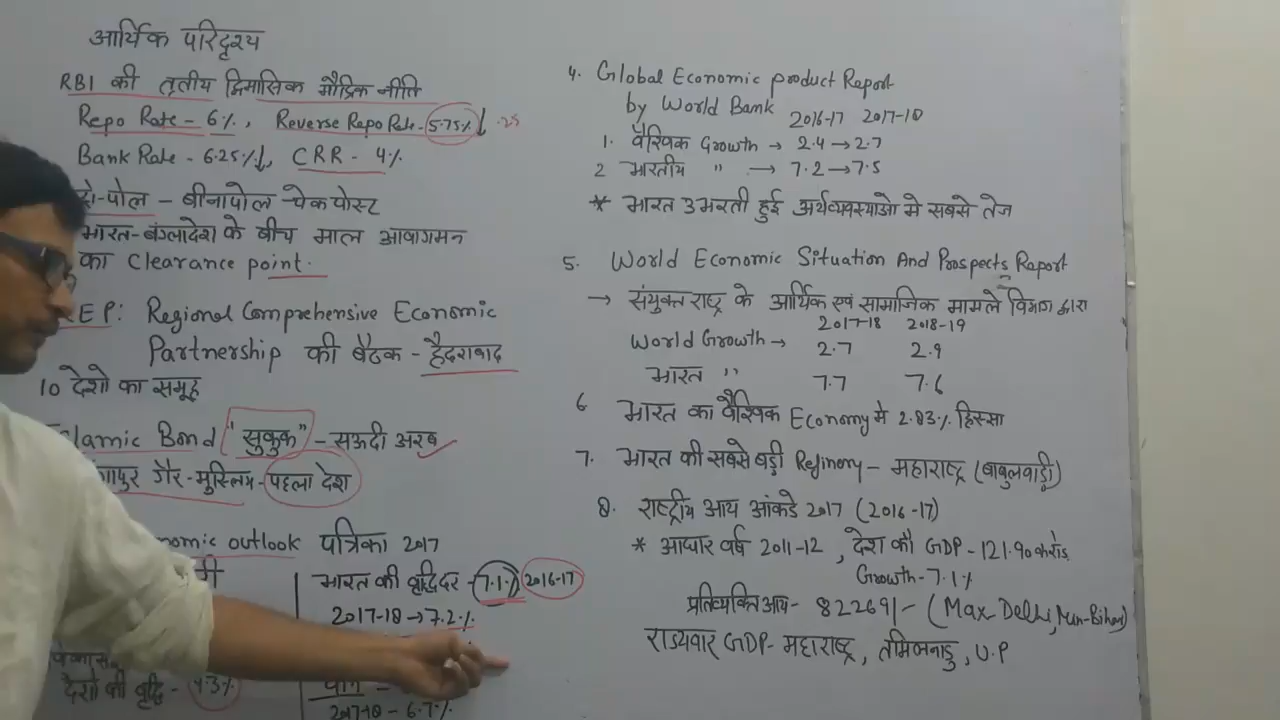 आर्थिक परिदृश्य
RBI की तृतीय द्विमासिक मौद्रिक नीति
Repo Rate - 6%, Reverse Repo Rate - 5.75%↓ .25
Bank Rate - 6.25%↓, CRR - 4%
पोल - बीनापोल - चेकपोस्ट
भारत-बंग्लादेश के बीच माल आवागमन
का Clearance point.
EP: Regional Comprehensive Economic
Partnership की बैठक - हैदराबाद
10 देशो का समूह
Islamic Bond "सुकुक" - सऊदी अरब ✓
गैर-मुस्लिम - पहला देश
outlook पत्रिका 2017
भारत की वृद्धिदर - 7.1% 2016-17
2017-18 → 7.2%
देशो की वृद्धि - 4.3%
2017-18 - 6.7%
4. Global Economic product Report
by World Bank
2016-17 2017-18
1. वैश्विक Growth → 2.4 → 2.7
2 भारतीय " → 7.2 → 7.5
* भारत उभरती हुई अर्थव्यवस्थाओ मे सबसे तेज
5. World Economic Situation And Prospects Report
→ संयुक्त राष्ट्र के आर्थिक एवं सामाजिक मामले विभाग द्वारा
2017-18 2018-19
World Growth → 2.7 2.9
भारत " 7.7 7.6
6 भारत का वैश्विक Economy मे 2.83% हिस्सा
7. भारत की सबसे बड़ी Refinory - महाराष्ट्र (बाबुलवाड़ी)
8. राष्ट्रीय आय आंकडे 2017 (2016-17)
* आधार वर्ष 2011-12, देश की GDP - 121.90 करोड़
Growth - 7.1%
प्रतिव्यक्ति आय - 82269/- (Max-Delhi, Min-Bihar)
राज्यवार GDP - महाराष्ट्र, तमिलनाडु, U.P